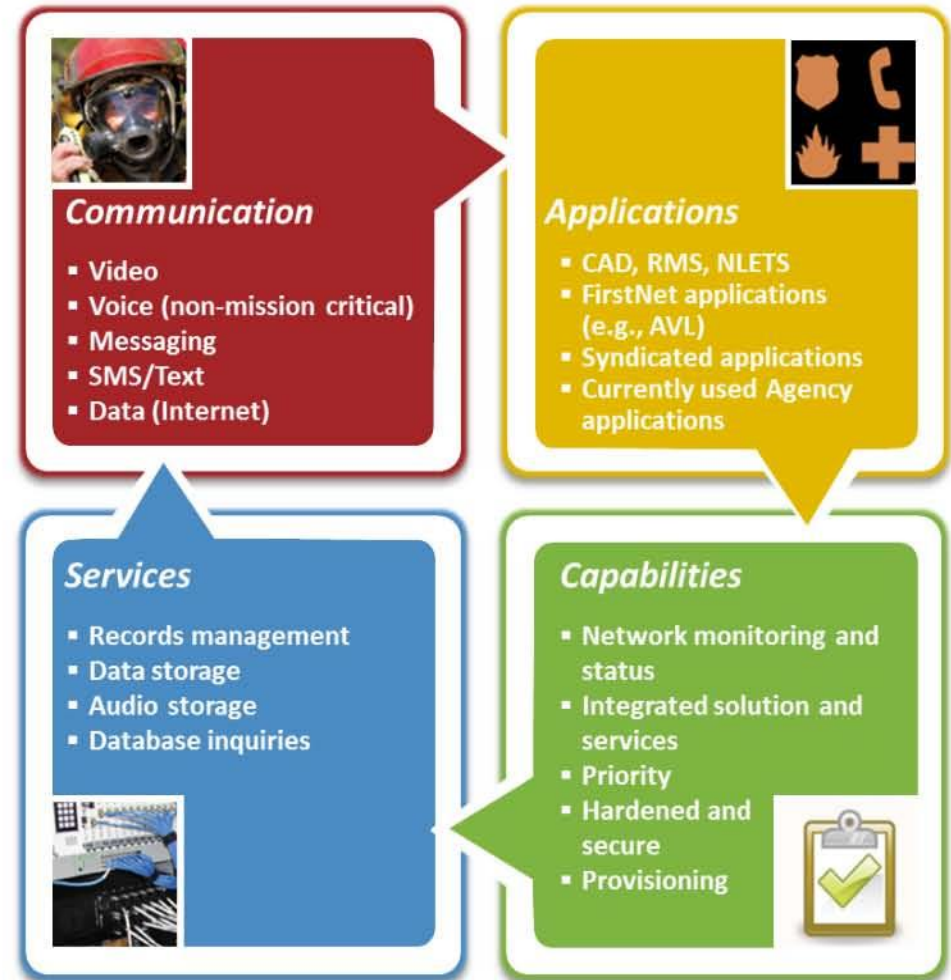 Communication
▪ Video
▪ Voice (non-mission critical)
▪ Messaging
▪ SMS/Text
▪ Data (Internet)
Applications
▪ CAD, RMS, NLETS
▪ FirstNet applications
(e.g., AVL)
▪ Syndicated applications
▪ Currently used Agency
applications
Services
▪ Records management
▪ Data storage
▪ Audio storage
▪ Database inquiries
Capabilities
▪ Network monitoring and
status
▪ Integrated solution and
services
▪ Priority
▪ Hardened and
secure
▪ Provisioning